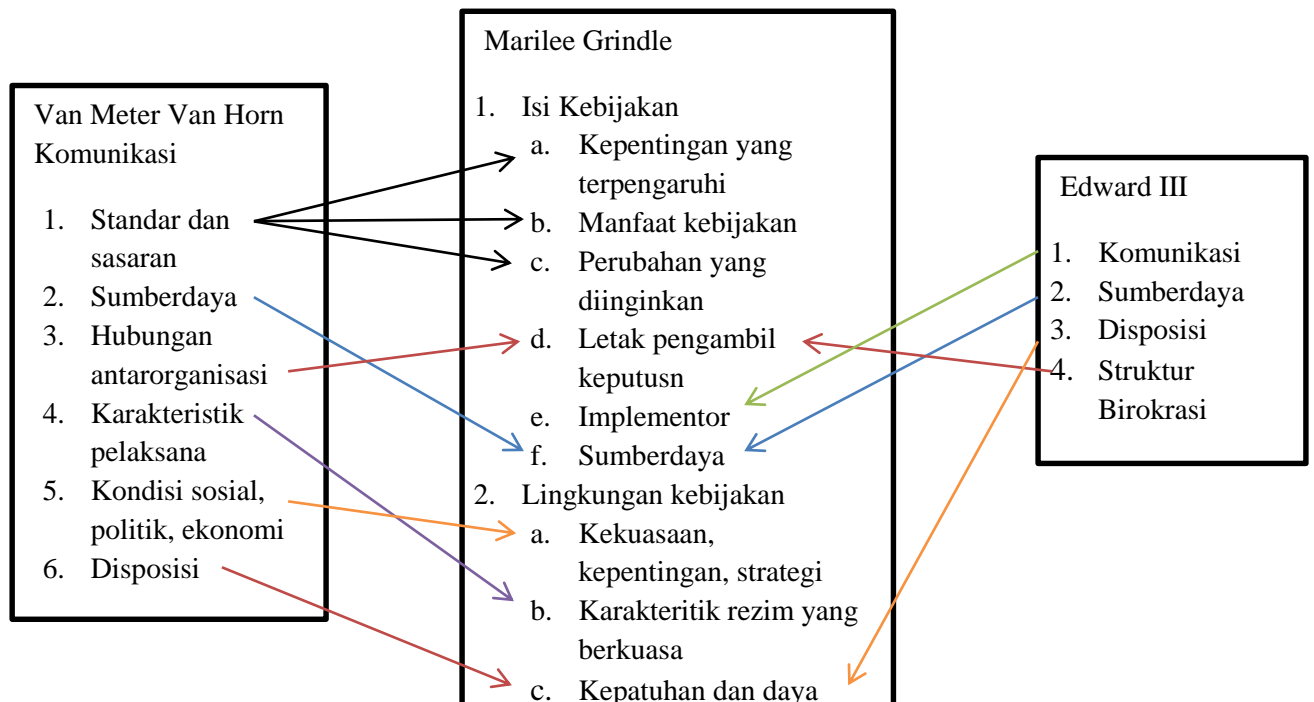 Van Meter Van Horn
Komunikasi
1. Standar dan
sasaran
2. Sumberdaya
3. Hubungan
antarorganisasi
4. Karakteristik
pelaksana
5. Kondisi sosial,
politik, ekonomi
6. Disposisi
Marilee Grindle
1. Isi Kebijakan
a. Kepentingan yang
terpengaruhi
b. Manfaat kebijakan
c. Perubahan yang
diinginkan
d. Letak pengambil
keputusn
e. Implementor
f. Sumberdaya
2. Lingkungan kebijakan
a. Kekuasaan,
kepentingan, strategi
b. Karakteritik rezim yang
berkuasa
c. Kepatuhan dan daya
Edward III
1. Komunikasi
2. Sumberdaya
3. Disposisi
4. Struktur
Birokrasi